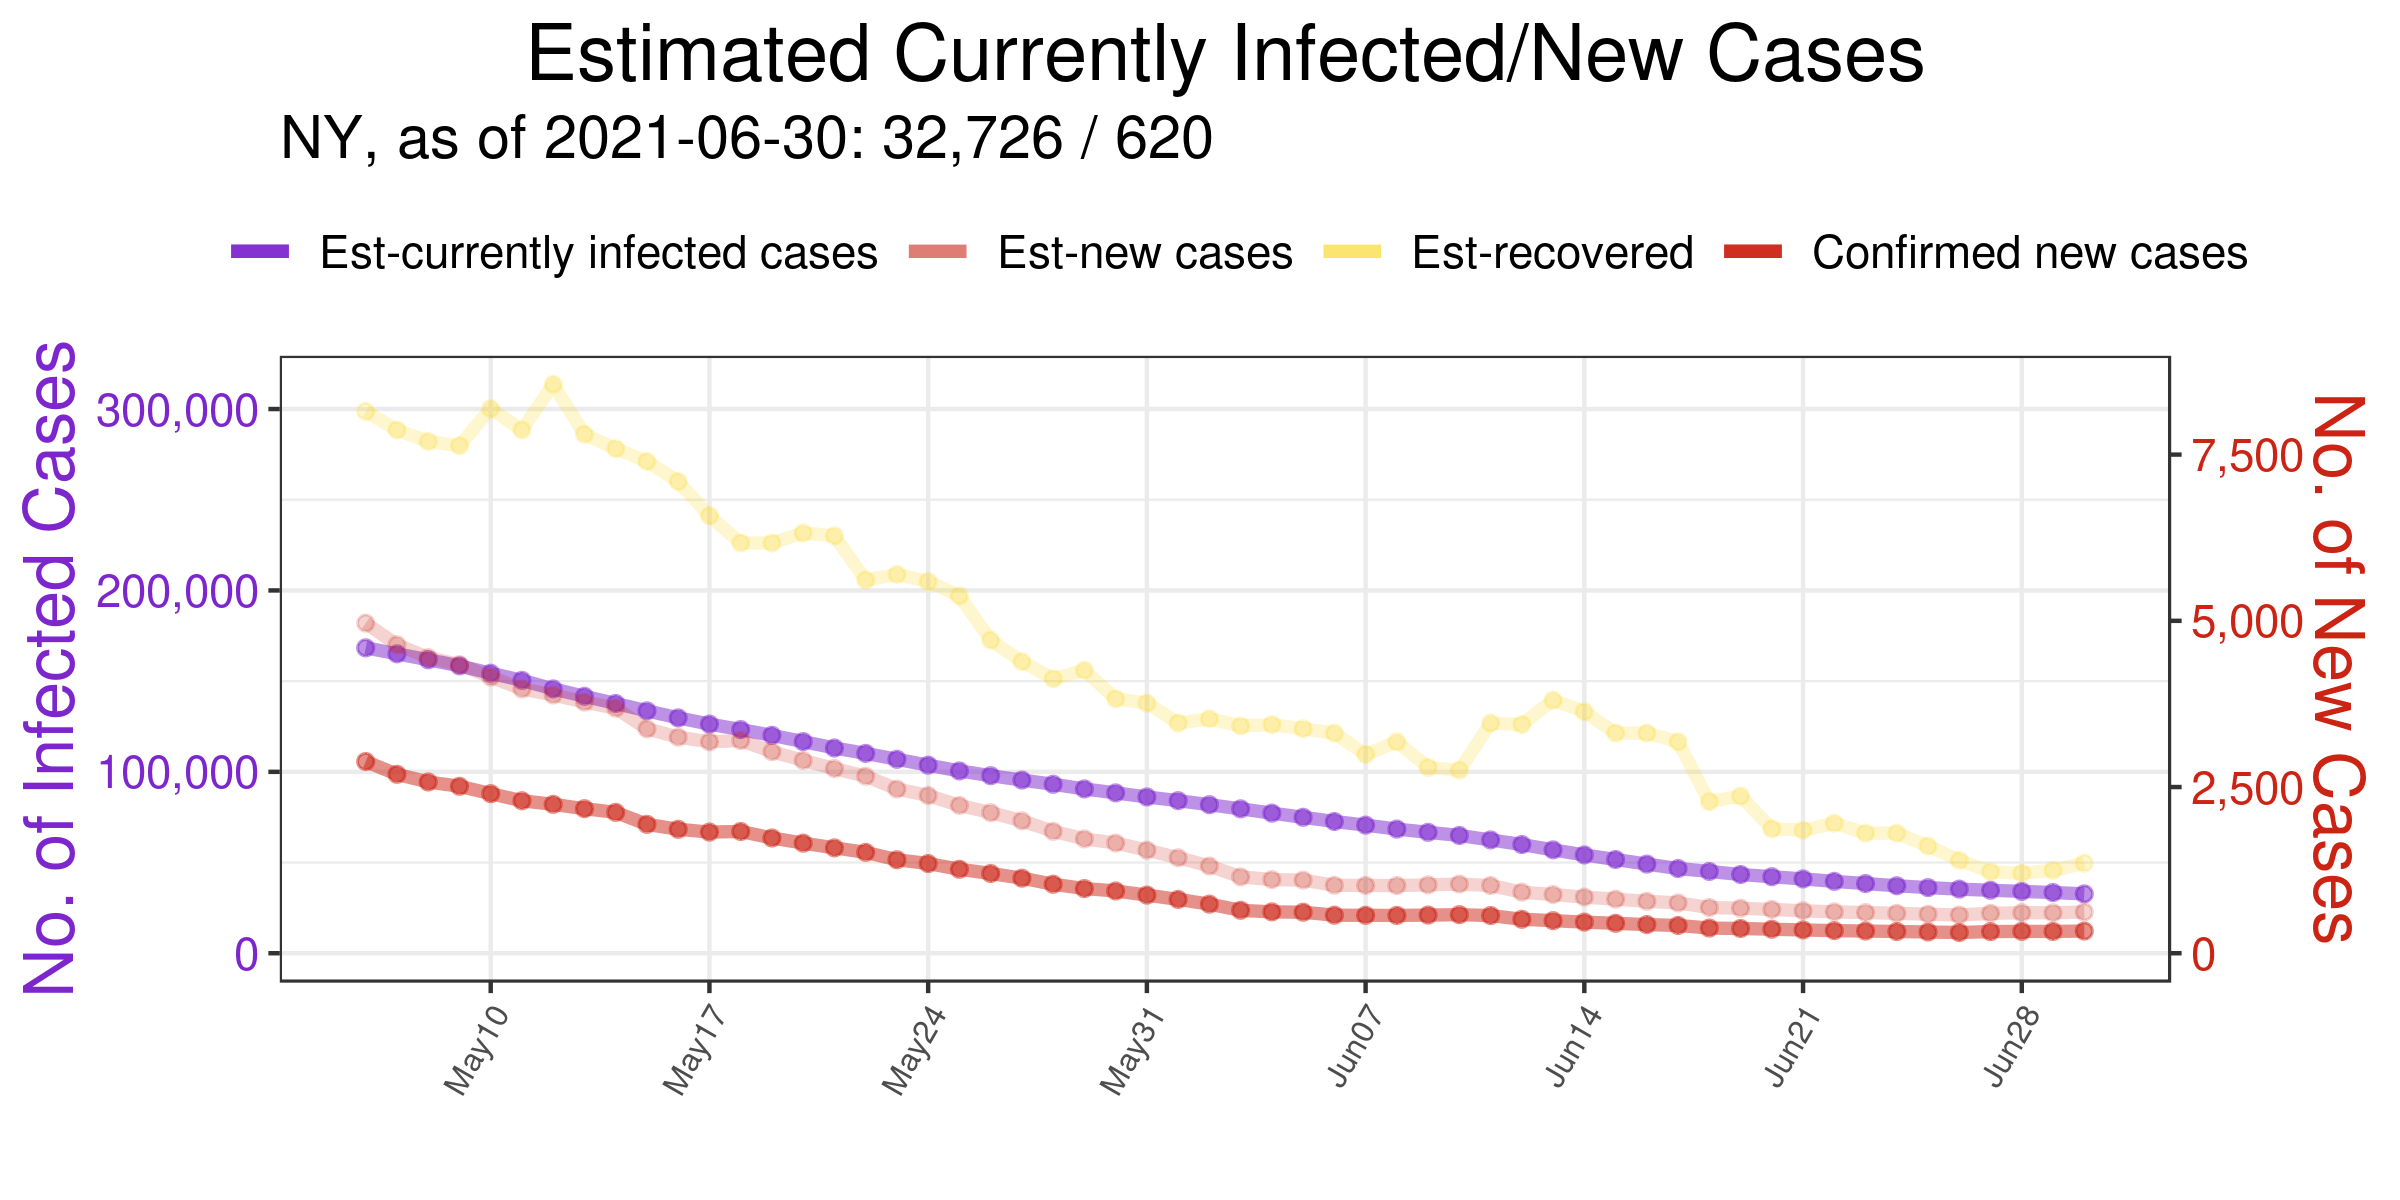 Estimated Currently Infected/New Cases
NY, as of 2021-06-30: 32,726 / 620
Est-currently infected cases Est-new cases Est-recovered Confirmed new cases
No. of Infected Cases
300,000
200,000
100,000
0
7,500
5,000
2,500
0
No. of New Cases
May10 May17 May24 May31 Jun07 Jun14 Jun21 Jun28